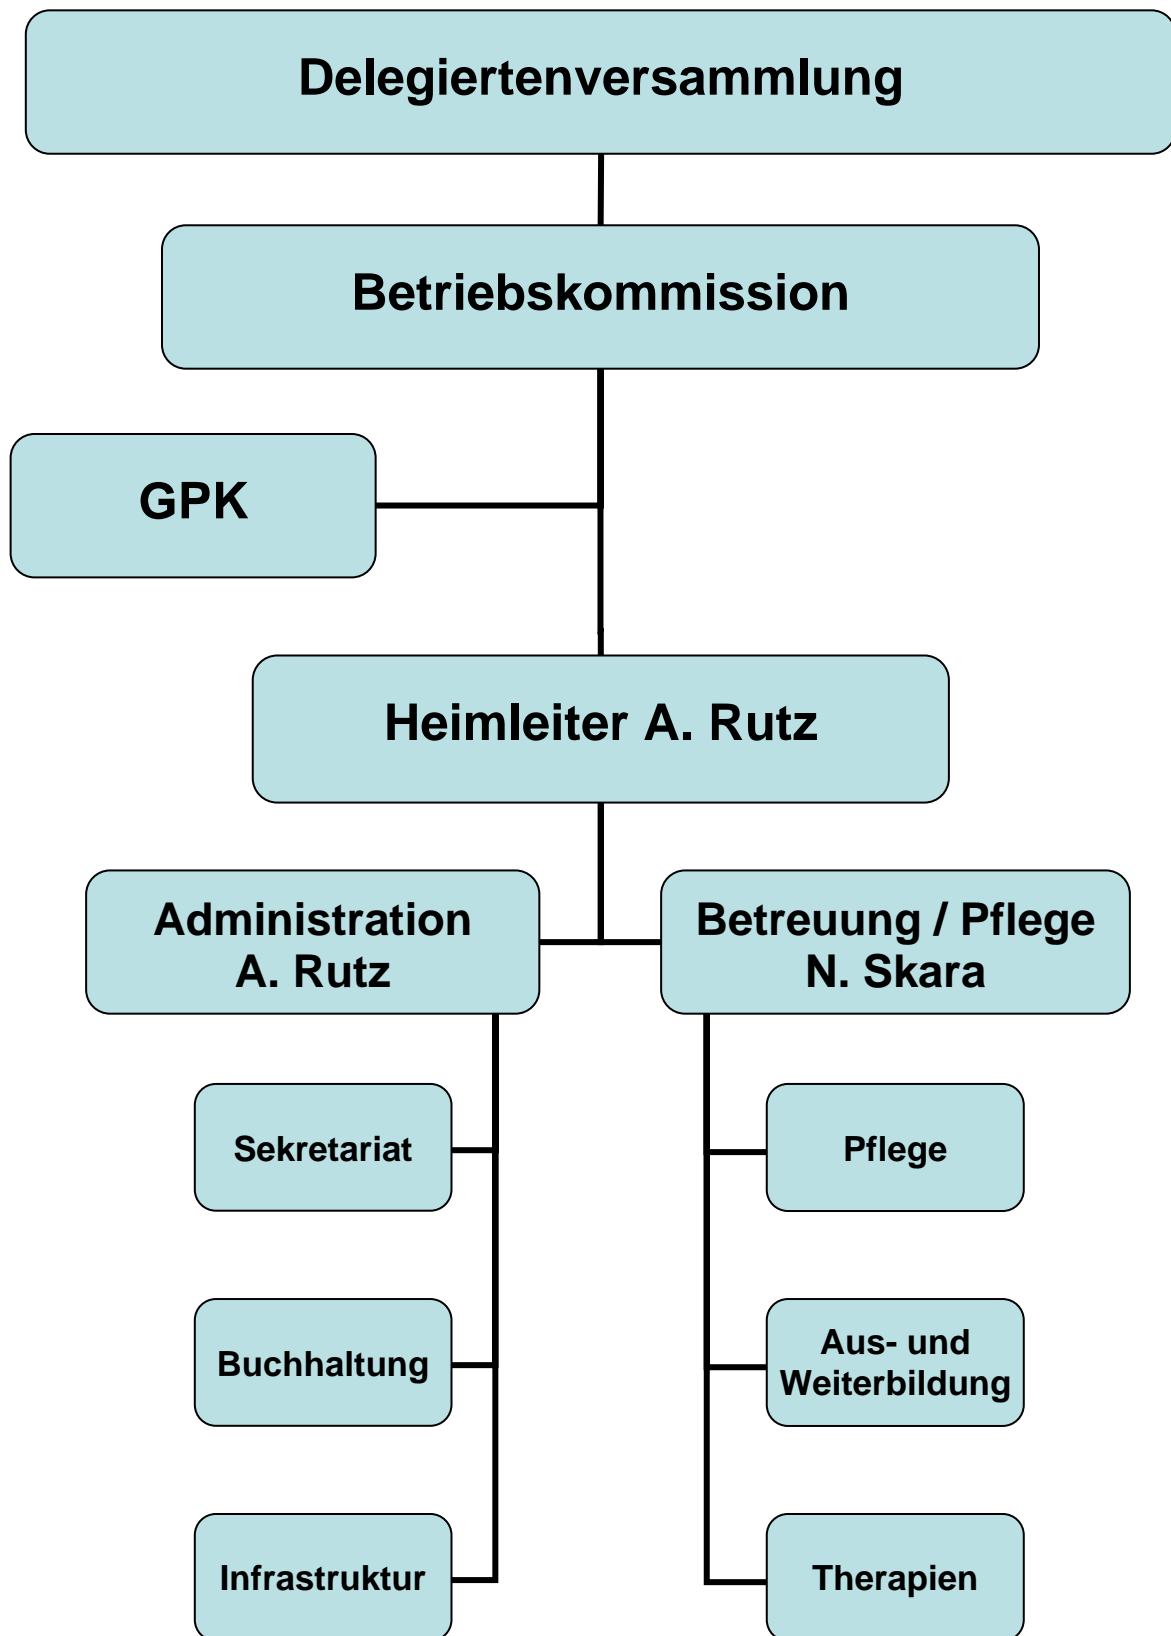 Delegiertenversammlung
Betriebskommission
GPK
Heimleiter A. Rutz
Administration
A. Rutz
Betreuung / Pflege
N. Skara
Sekretariat
Pflege
Buchhaltung
Aus- und
Weiterbildung
Infrastruktur
Therapien